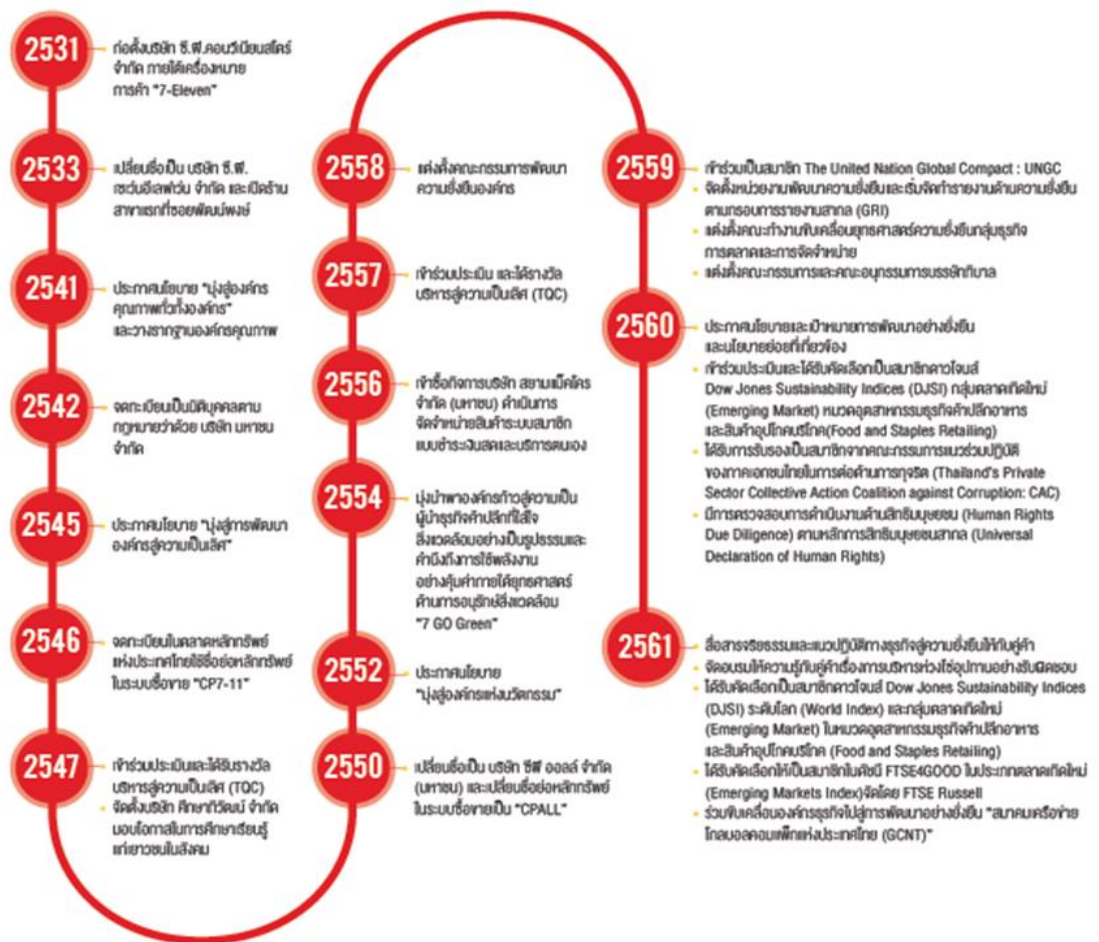 2531
ก่อตั้งบริษัท ซี.พี.คอนวีเนียนสโตร์
จำกัด ภายใต้เครื่องหมาย
การค้า "7-Eleven"
2533
เปลี่ยนชื่อเป็น บริษัท ซี.พี.
เซเว่นอีเลฟเว่น จำกัด และเปิดร้าน
สาขาแรกที่ซอยพัฒน์พงษ์
2541
ประกาศนโยบาย "มุ่งสู่องค์กร
คุณภาพทั่วทั้งองค์กร"
และวางรากฐานองค์กรคุณภาพ
2542
จดทะเบียนเป็นนิติบุคคลตาม
กฎหมายว่าด้วย บริษัท มหาชน
จำกัด
2545
ประกาศนโยบาย "มุ่งสู่การพัฒนา
องค์กรสู่ความเป็นเลิศ"
2546
จดทะเบียนในตลาดหลักทรัพย์
แห่งประเทศไทยใช้ชื่อย่อหลักทรัพย์
ในระบบซื้อขาย "CP7-11"
2547
เข้าร่วมประเมินและได้รับรางวัล
บริหารสู่ความเป็นเลิศ (TQC)
จัดตั้งบริษัท ศึกษาภิวัฒน์ จำกัด
มอบโอกาสในการศึกษาเรียนรู้
แก่เยาวชนในสังคม
2550
เปลี่ยนชื่อเป็น บริษัท ซีพี ออลล์ จำกัด
(มหาชน) และเปลี่ยนชื่อย่อหลักทรัพย์
ในระบบซื้อขายเป็น "CPALL"
2552
ประกาศนโยบาย
"มุ่งสู่องค์กรแห่งนวัตกรรม"
2554
มุ่งนำพาองค์กรก้าวสู่ความเป็น
ผู้นำธุรกิจค้าปลีกที่ใส่ใจ
สิ่งแวดล้อมอย่างเป็นรูปธรรมและ
คำนึงถึงการใช้พลังงาน
อย่างคุ้มค่าภายใต้ยุทธศาสตร์
ด้านการอนุรักษ์สิ่งแวดล้อม
"7 GO Green"
2556
เข้าซื้อกิจการบริษัท สยามแม็คโคร
จำกัด (มหาชน) ดำเนินการ
จัดจำหน่ายสินค้าระบบสมาชิก
แบบชำระเงินสดและบริการตนเอง
2557
เข้าร่วมประเมิน และได้รางวัล
บริหารสู่ความเป็นเลิศ (TQC)
2558
แต่งตั้งคณะกรรมการพัฒนา
ความยั่งยืนองค์กร
2559
เข้าร่วมเป็นสมาชิก The United Nation Global Compact : UNGC
จัดตั้งหน่วยงานพัฒนาความยั่งยืนและเริ่มจัดทำรายงานด้านความยั่งยืน
ตามกรอบการรายงานสากล (GRI)
แต่งตั้งคณะทำงานขับเคลื่อนยุทธศาสตร์ความยั่งยืนกลุ่มธุรกิจ
การตลาดและการจัดจำหน่าย
แต่งตั้งคณะกรรมการและคณะอนุกรรมการบรรษัทภิบาล
2560
ประกาศนโยบายและเป้าหมายการพัฒนาอย่างยั่งยืน
และนโยบายย่อยที่เกี่ยวข้อง
เข้าร่วมประเมินและได้รับคัดเลือกเป็นสมาชิกดาวโจนส์
Dow Jones Sustainability Indices (DJSI) กลุ่มตลาดเกิดใหม่
(Emerging Market) หมวดอุตสาหกรรมธุรกิจค้าปลีกอาหาร
และสินค้าอุปโภคบริโภค(Food and Staples Retailing)
ได้รับการรับรองเป็นสมาชิกจากคณะกรรมการแนวร่วมปฏิบัติ
ของภาคเอกชนไทยในการต่อต้านการทุจริต (Thailand's Private
Sector Collective Action Coalition against Corruption: CAC)
มีการตรวจสอบการดำเนินงานด้านสิทธิมนุษยชน (Human Rights
Due Diligence) ตามหลักการสิทธิมนุษยชนสากล (Universal
Declaration of Human Rights)
2561
สื่อสารจริยธรรมและแนวปฏิบัติทางธุรกิจสู่ความยั่งยืนให้กับคู่ค้า
จัดอบรมให้ความรู้กับคู่ค้าเรื่องการบริหารห่วงโซ่อุปทานอย่างรับผิดชอบ
ได้รับคัดเลือกเป็นสมาชิกดาวโจนส์ Dow Jones Sustainability Indices
(DJSI) ระดับโลก (World Index) และกลุ่มตลาดเกิดใหม่
(Emerging Market) ในหมวดอุตสาหกรรมธุรกิจค้าปลีกอาหาร
และสินค้าอุปโภคบริโภค (Food and Staples Retailing)
ได้รับคัดเลือกให้เป็นสมาชิกในดัชนี FTSE4GOOD ในประเภทตลาดเกิดใหม่
(Emerging Markets Index)จัดโดย FTSE Russell
ร่วมขับเคลื่อนองค์กรธุรกิจไปสู่การพัฒนาอย่างยั่งยืน "สมาคมเครือข่าย
โกลบอลคอมแพ็กแห่งประเทศไทย (GCNT)"